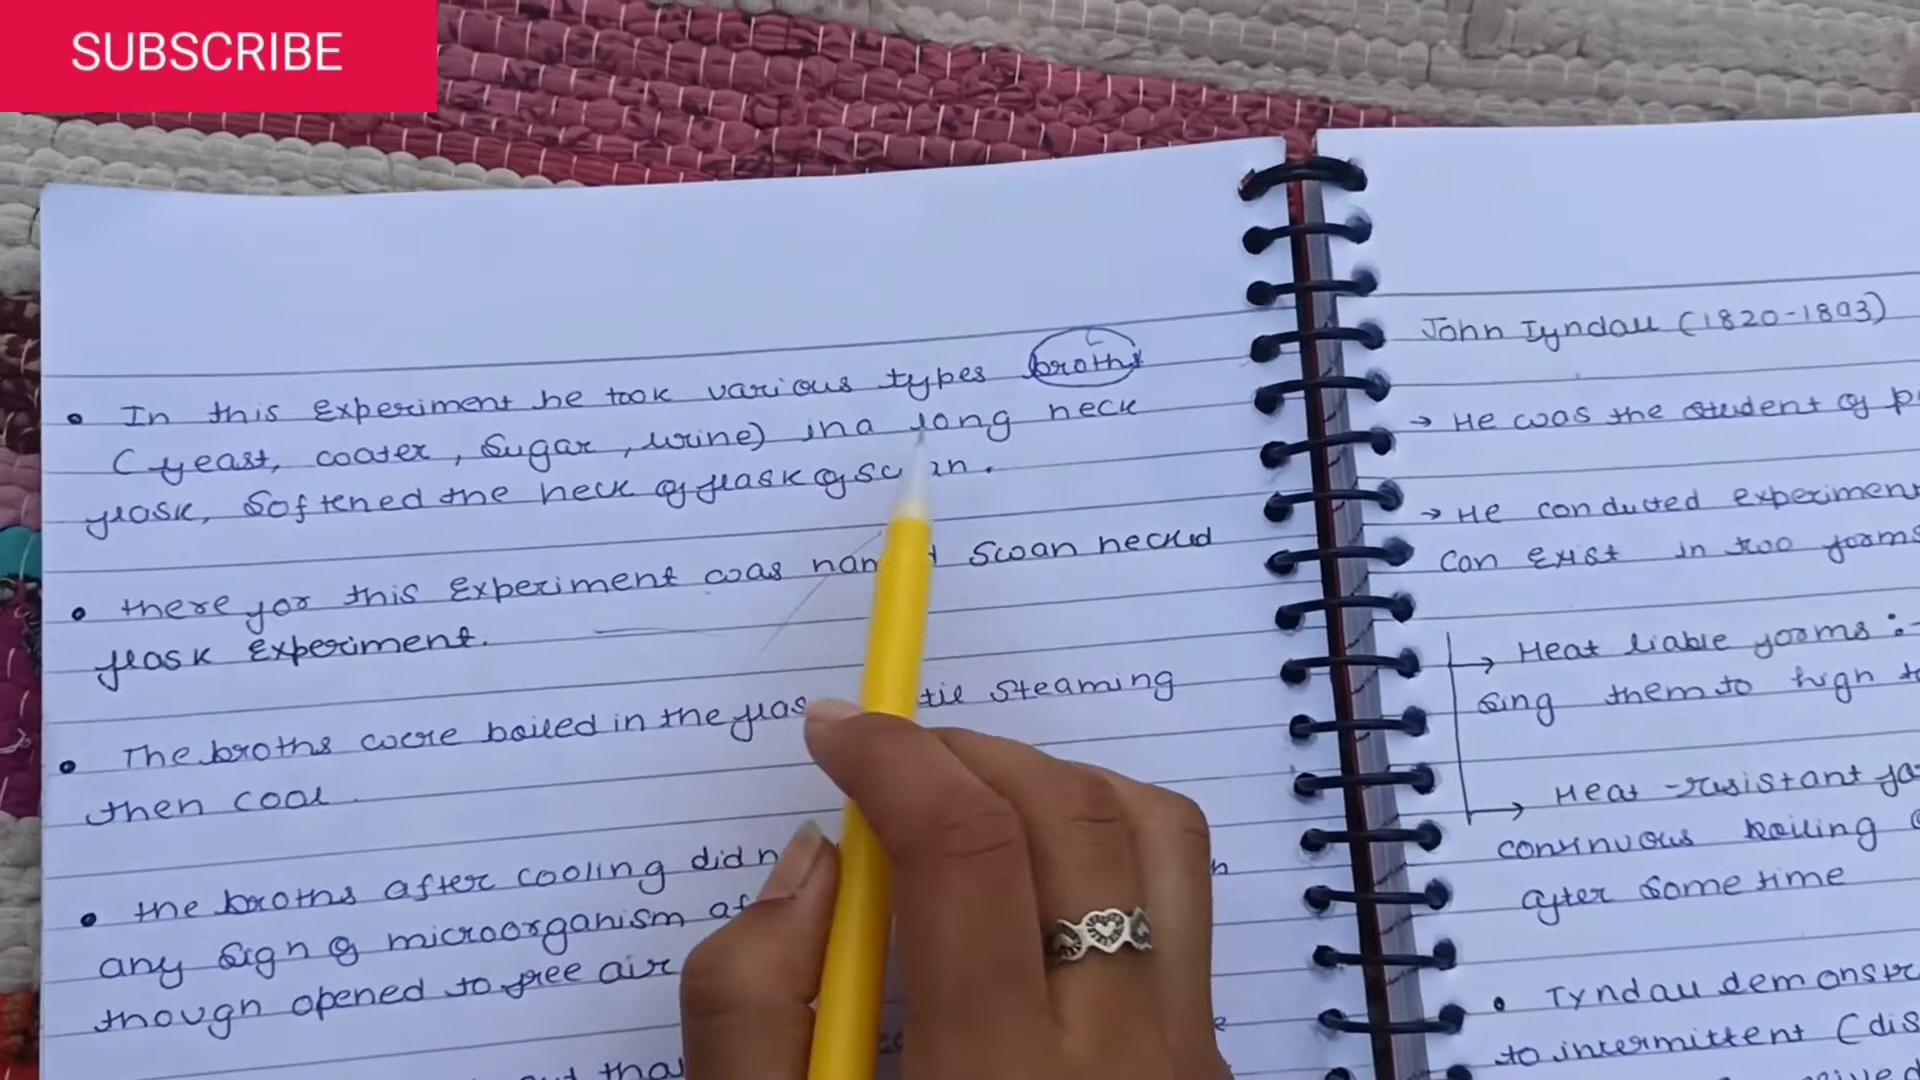 SUBSCRIBE
• In this Experiment he took various types broths
(yeast, water, Sugar, urine) in a long neck
flask, Softened the neck of flask of
• there for this Experiment was Swan necked
flask Experiment.
• The broths were boiled in the Steaming
then cool.
• the broths after cooling did
any sign of microorganism
though opened to free air
John Tyndall (1820-1893)
→ He was the student of
→ He conducted experiment
Can Exist in two forms
→ Heat liable forms :-
sing them to high
→ Heat-resistant
continuous boiling
after some time
• Tyndall
to intermittent (dis